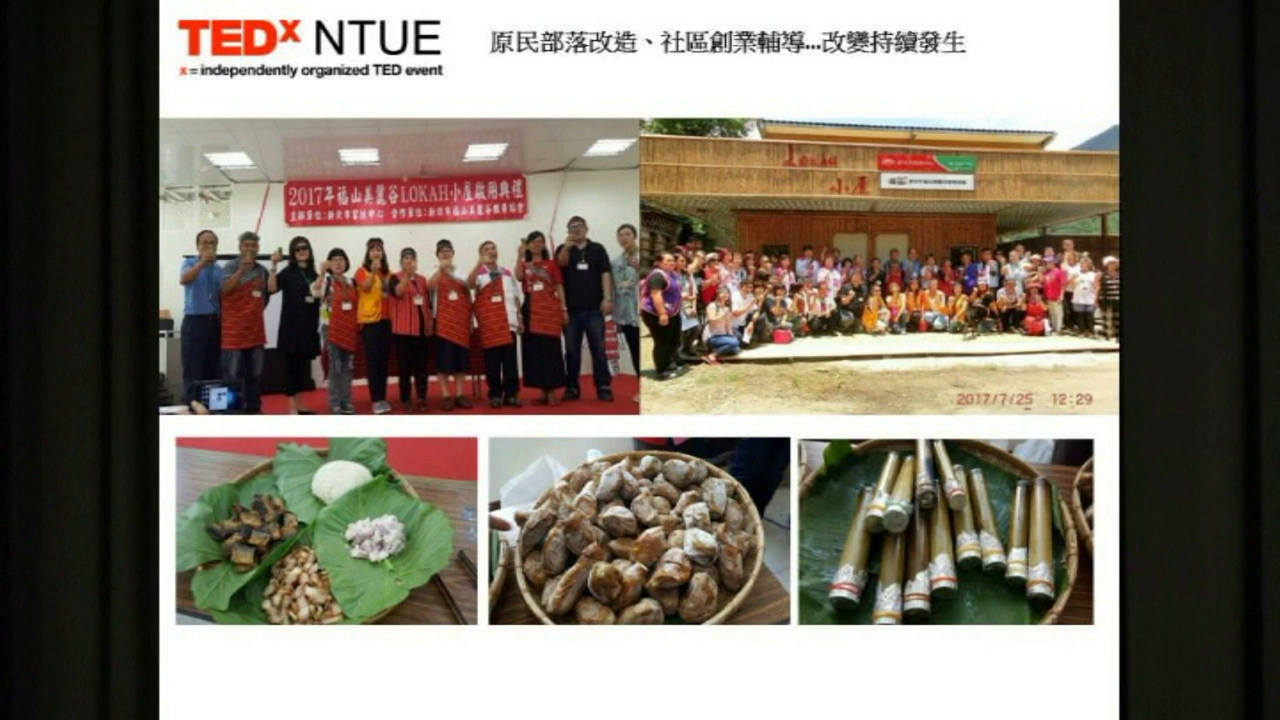 TEDx NTUE
x = independently organized TED event
原民部落改造、社區創業輔導...改變持續發生
2017年福山美麗谷LOKAH小屋啟用典禮
LOKAH
小屋
2017/7/25 12:29